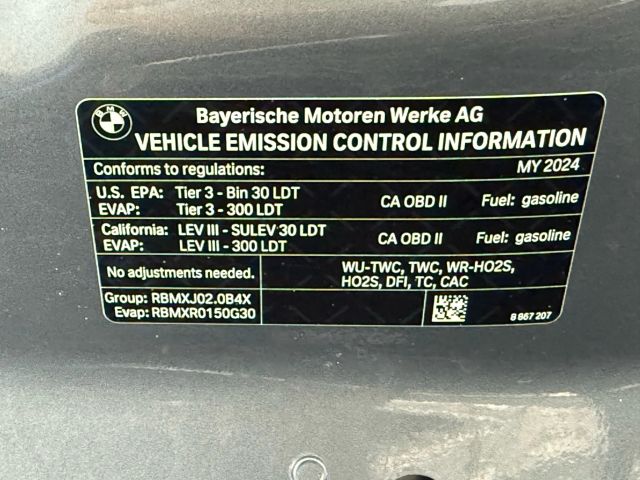 BMW
Bayerische Motoren Werke AG
VEHICLE EMISSION CONTROL INFORMATION
Conforms to regulations: MY 2024
U.S. EPA: Tier 3 - Bin 30 LDT CA OBD II Fuel: gasoline
EVAP: Tier 3 - 300 LDT
California: LEV III - SULEV 30 LDT CA OBD II Fuel: gasoline
EVAP: LEV III - 300 LDT
No adjustments needed.
WU-TWC, TWC, WR-HO2S,
HO2S, DFI, TC, CAC
Group: RBMXJ02.0B4X
Evap: RBMXR0150G30
8 867 207